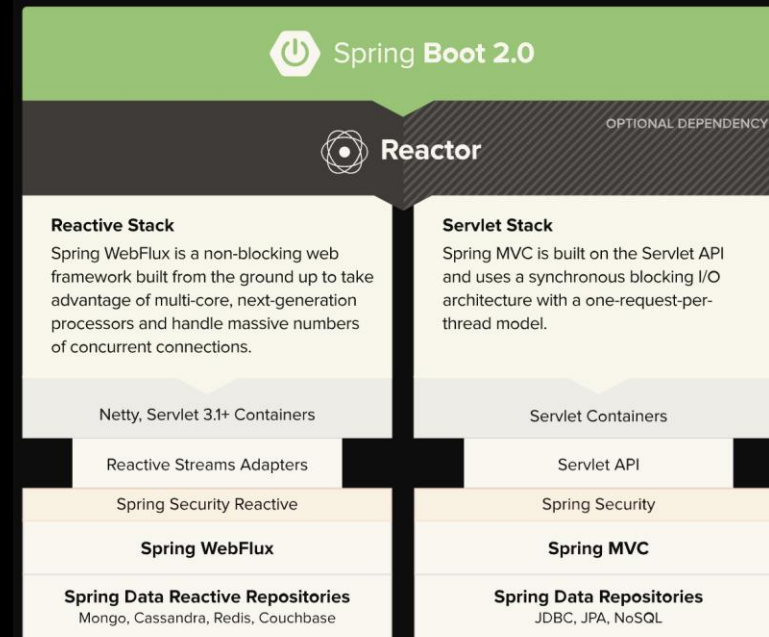 Spring Boot 2.0
OPTIONAL DEPENDENCY
Reactor
Reactive Stack
Spring WebFlux is a non-blocking web
framework built from the ground up to take
advantage of multi-core, next-generation
processors and handle massive numbers
of concurrent connections.
Netty, Servlet 3.1+ Containers
Reactive Streams Adapters
Spring Security Reactive
Spring WebFlux
Spring Data Reactive Repositories
Mongo, Cassandra, Redis, Couchbase
Servlet Stack
Spring MVC is built on the Servlet API
and uses a synchronous blocking I/O
architecture with a one-request-per-
thread model.
Servlet Containers
Servlet API
Spring Security
Spring MVC
Spring Data Repositories
JDBC, JPA, NoSQL